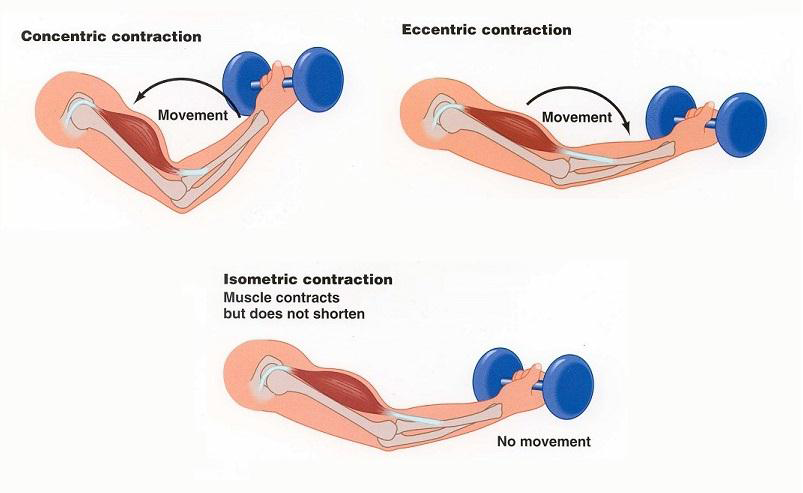 Concentric contraction
Movement
Eccentric contraction
Movement
Isometric contraction
Muscle contracts
but does not shorten
No movement